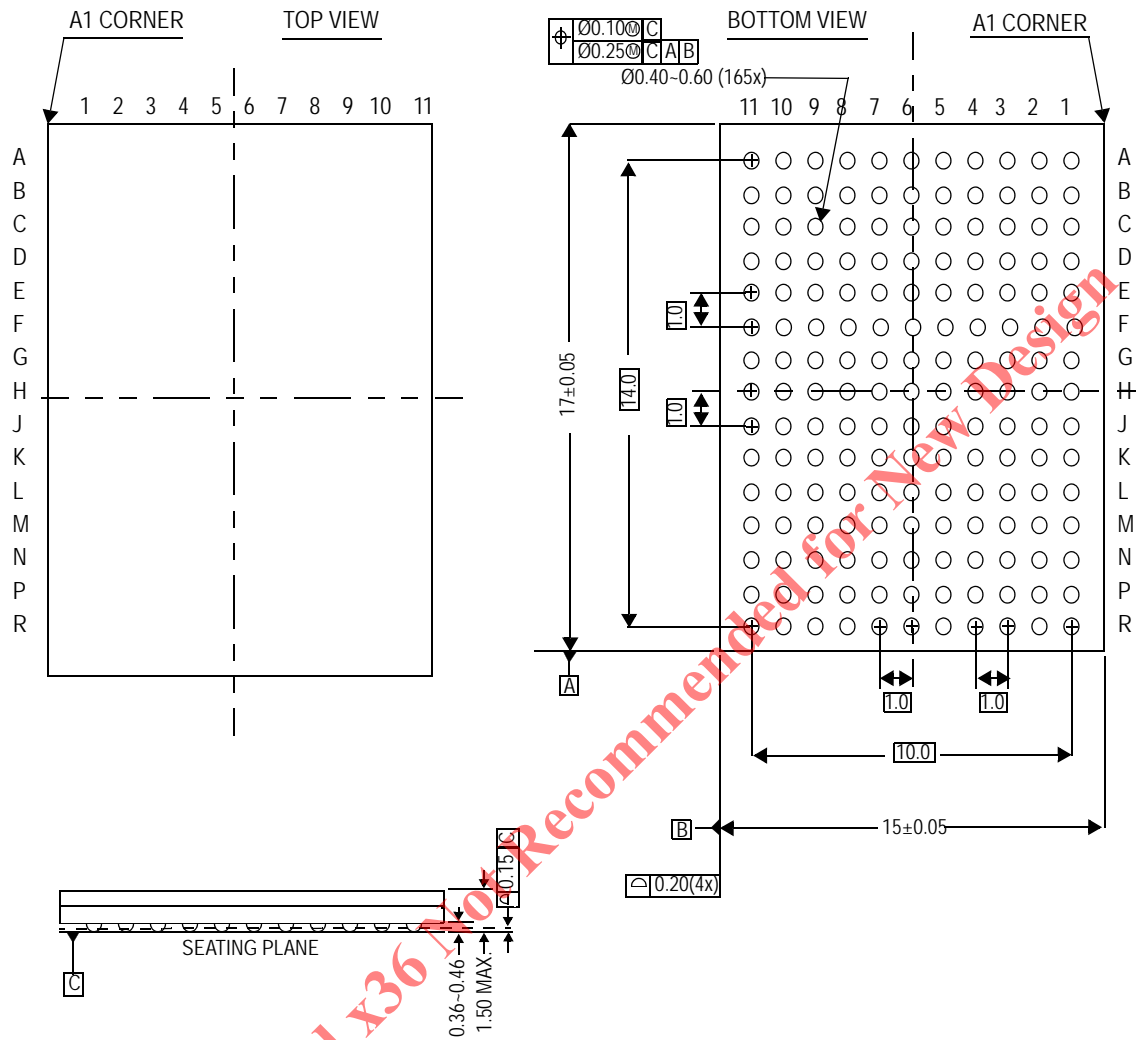 A1 CORNER
TOP VIEW
1 2 3 4 5 6 7 8 9 10 11
A
B
C
D
E
F
G
H
J
K
L
M
N
P
R
Ø0.10Ⓜ C
Ø0.25Ⓜ C A B
Ø0.40~0.60 (165x)
BOTTOM VIEW
A1 CORNER
11 10 9 8 7 6 5 4 3 2 1
A
B
C
D
E
F
G
H
J
K
L
M
N
P
R
17±0.05
14.0
1.0
1.0
A
1.0
1.0
10.0
B
15±0.05
0.20(4x)
0.15 C
SEATING PLANE
C
0.36~0.46
1.50 MAX.
x36 Not Recommended for New Design